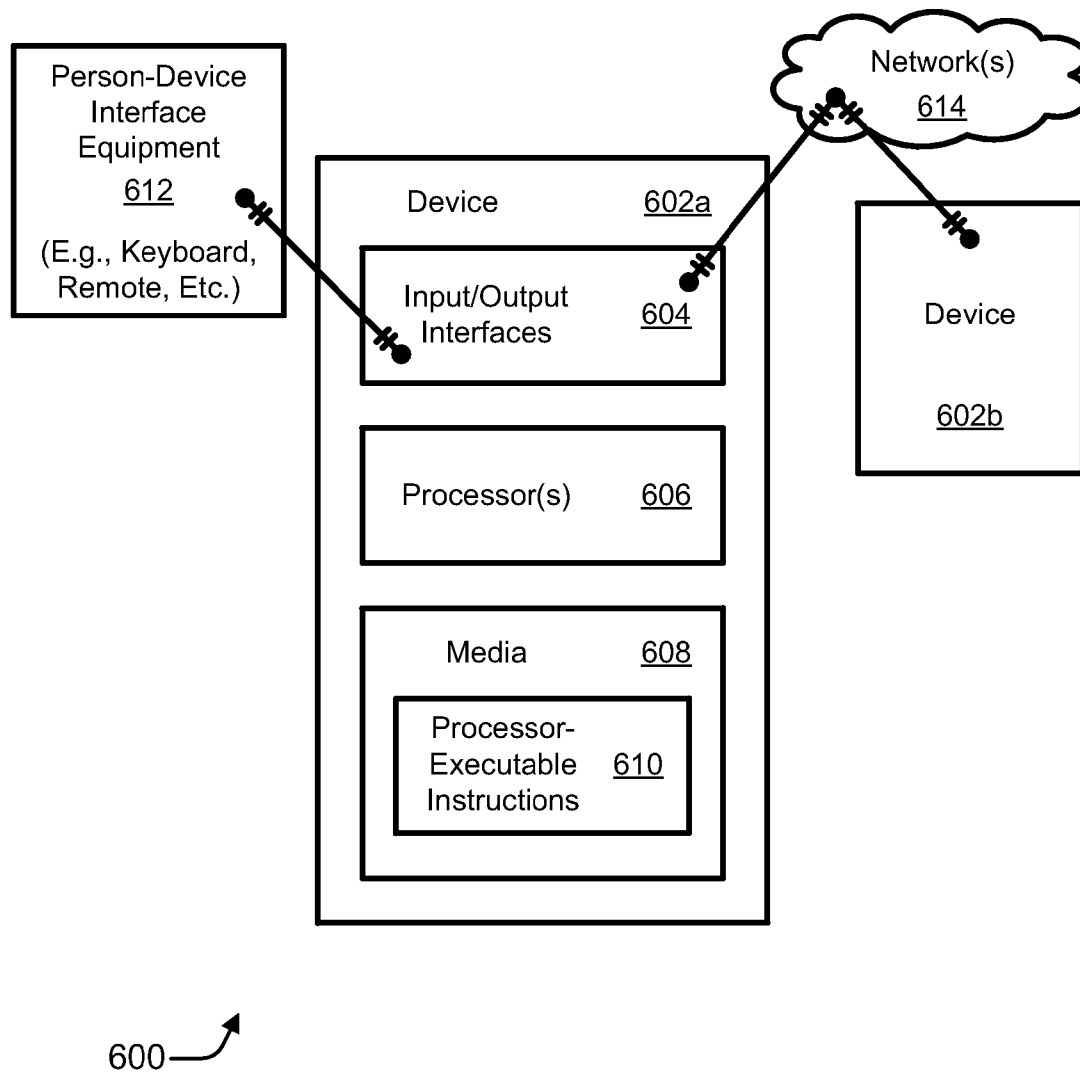 Person-Device
Interface
Equipment
612
(E.g., Keyboard,
Remote, Etc.)
Network(s)
614
Device 602a
Input/Output
Interfaces
604
Device
602b
Processor(s) 606
Media 608
Processor-
Executable
Instructions
610
600